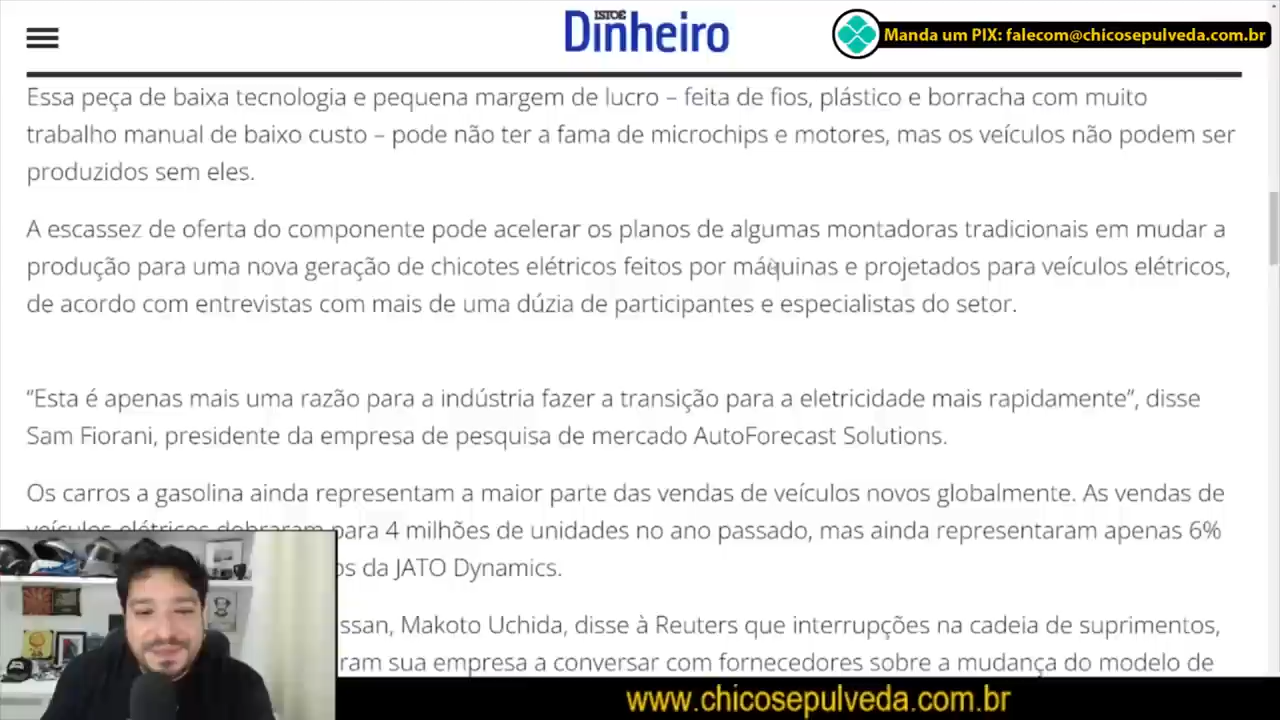 ISTOÉ
Dinheiro
Manda um PIX: falecom@chicosepulveda.com.br
Essa peça de baixa tecnologia e pequena margem de lucro – feita de fios, plástico e borracha com muito
trabalho manual de baixo custo – pode não ter a fama de microchips e motores, mas os veículos não podem ser
produzidos sem eles.
A escassez de oferta do componente pode acelerar os planos de algumas montadoras tradicionais em mudar a
produção para uma nova geração de chicotes elétricos feitos por máquinas e projetados para veículos elétricos,
de acordo com entrevistas com mais de uma dúzia de participantes e especialistas do setor.
“Esta é apenas mais uma razão para a indústria fazer a transição para a eletricidade mais rapidamente”, disse
Sam Fiorani, presidente da empresa de pesquisa de mercado AutoForecast Solutions.
Os carros a gasolina ainda representam a maior parte das vendas de veículos novos globalmente. As vendas de
veículos elétricos dobraram para 4 milhões de unidades no ano passado, mas ainda representaram apenas 6%
os da JATO Dynamics.
ssan, Makoto Uchida, disse à Reuters que interrupções na cadeia de suprimentos,
ram sua empresa a conversar com fornecedores sobre a mudança do modelo de
www.chicosepulveda.com.br